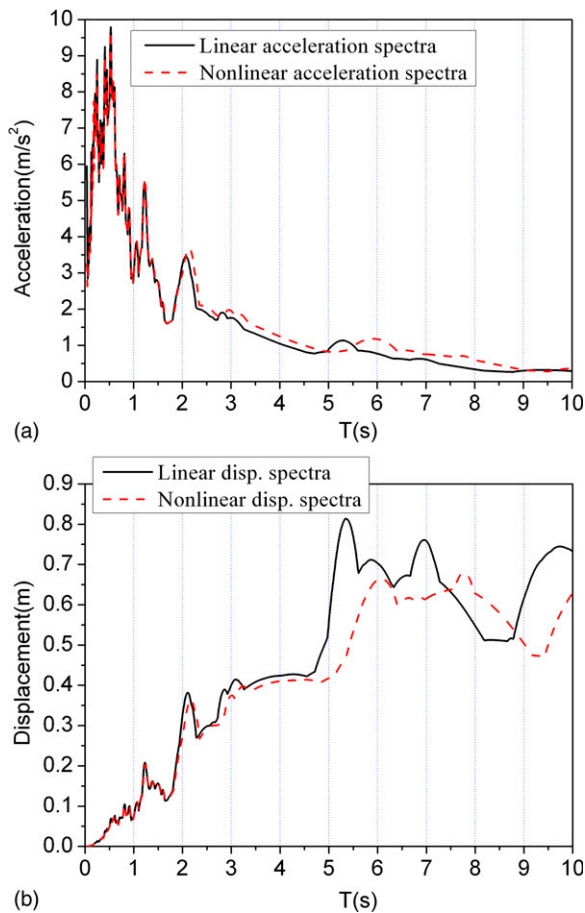 10
9
8
7
6
5
4
3
2
1
0
Acceleration(m/s²)
Linear acceleration spectra
Nonlinear acceleration spectra
0 1 2 3 4 5 6 7 8 9 10
T(s)
(a)
0.9
0.8
0.7
0.6
0.5
0.4
0.3
0.2
0.1
0.0
Displacement(m)
Linear disp. spectra
Nonlinear disp. spectra
0 1 2 3 4 5 6 7 8 9 10
T(s)
(b)